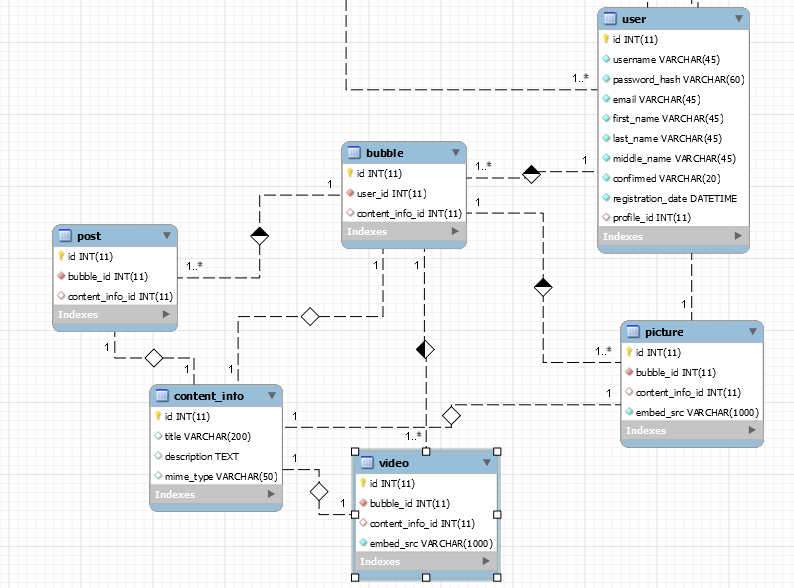 user
id INT(11)
username VARCHAR(45)
password_hash VARCHAR(60)
email VARCHAR(45)
first_name VARCHAR(45)
last_name VARCHAR(45)
middle_name VARCHAR(45)
confirmed VARCHAR(20)
registration_date DATETIME
profile_id INT(11)
Indexes
1..*
bubble
id INT(11)
user_id INT(11)
content_info_id INT(11)
Indexes
1..*
1
1
1
post
id INT(11)
bubble_id INT(11)
content_info_id INT(11)
Indexes
1..*
1
1
1
picture
id INT(11)
bubble_id INT(11)
content_info_id INT(11)
embed_src VARCHAR(1000)
Indexes
1
1..*
1
content_info
id INT(11)
title VARCHAR(200)
description TEXT
mime_type VARCHAR(50)
Indexes
1
1
1
1
1
1..*
video
id INT(11)
bubble_id INT(11)
content_info_id INT(11)
embed_src VARCHAR(1000)
Indexes
1